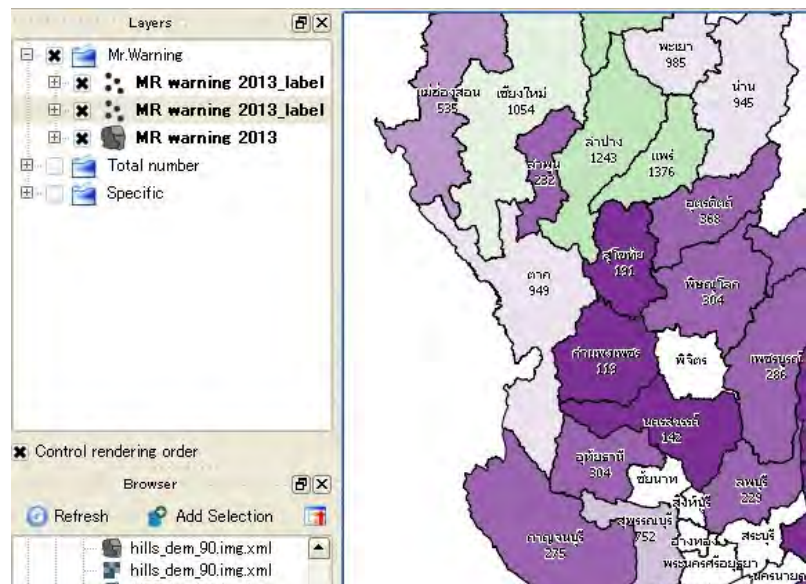 Layers
Mr.Warning
MR warning 2013_label
MR warning 2013_label
MR warning 2013
Total number
Specific
Control rendering order
Browser
Refresh
Add Selection
hills_dem_90.img.xml
hills_dem_90.img.xml
พะเยา
985
น่าน
945
แม่ฮ่องสอน
535
เชียงใหม่
1054
ลำปาง
1243
แพร่
1376
ลำพูน
232
อุตรดิตถ์
368
สุโขทัย
191
ตาก
949
พิษณุโลก
304
กำแพงเพชร
119
พิจิตร
เพชรบูรณ์
286
นครสวรรค์
142
อุทัยธานี
304
ชัยนาท
ลพบุรี
229
สิงห์บุรี
สุพรรณบุรี
752
อ่างทอง
สระบุรี
กาญจนบุรี
275
พระนครศรีอยุธยา